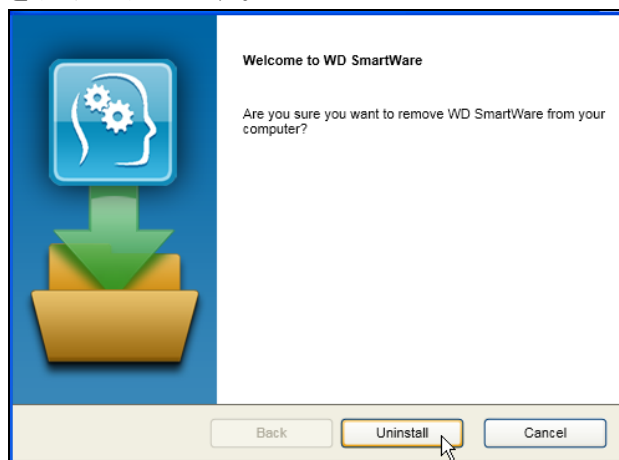 Welcome to WD SmartWare
Are you sure you want to remove WD SmartWare from your
computer?
Back
Uninstall
Cancel